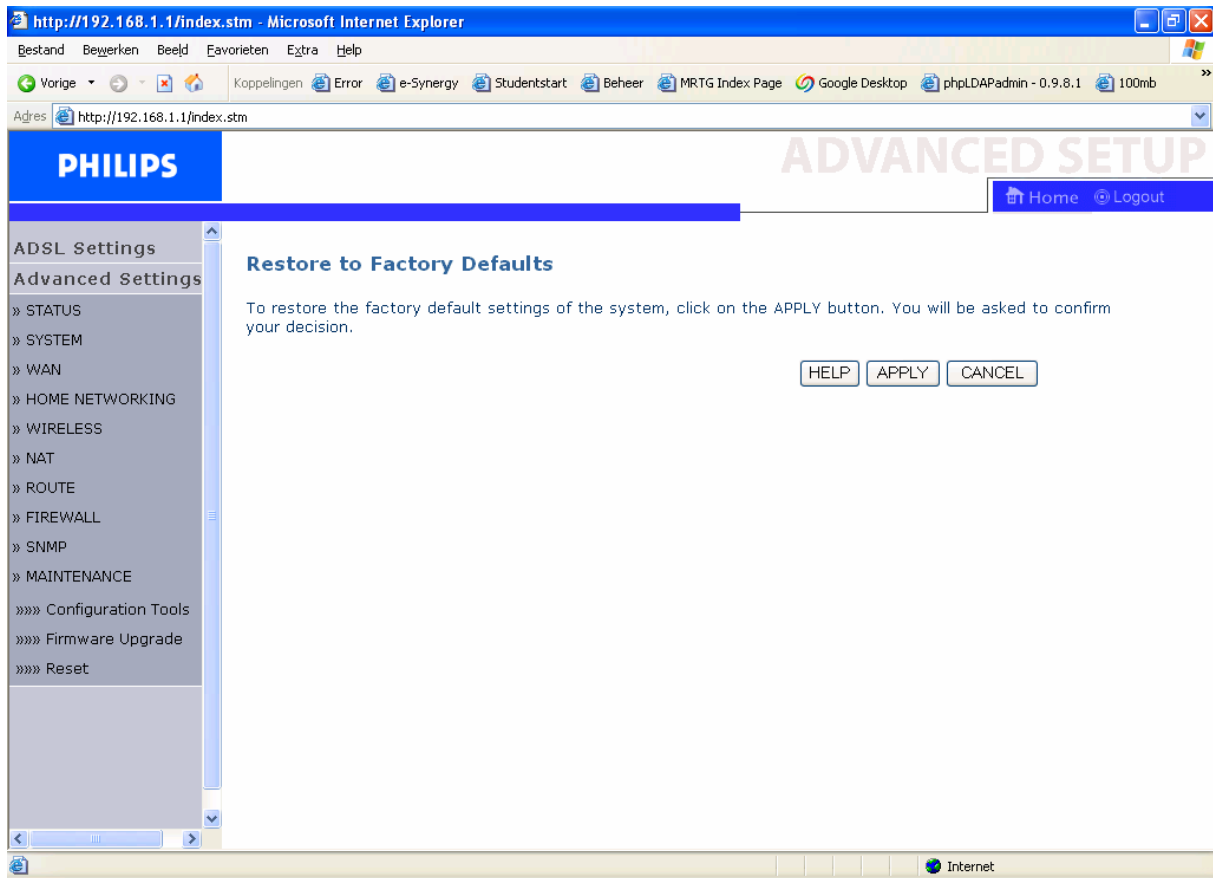 http://192.168.1.1/index.stm - Microsoft Internet Explorer
Bestand Bewerken Beeld Favorieten Extra Help
Vorige Koppelingen Error e-Synergy Studentstart Beheer MRTG Index Page Google Desktop phpLDAPadmin - 0.9.8.1 100mb »
Adres http://192.168.1.1/index.stm
PHILIPS
ADVANCED SETUP
Home Logout
ADSL Settings
Advanced Settings
» STATUS
» SYSTEM
» WAN
» HOME NETWORKING
» WIRELESS
» NAT
» ROUTE
» FIREWALL
» SNMP
» MAINTENANCE
»»» Configuration Tools
»»» Firmware Upgrade
»»» Reset
Restore to Factory Defaults
To restore the factory default settings of the system, click on the APPLY button. You will be asked to confirm
your decision.
HELP APPLY CANCEL
Internet